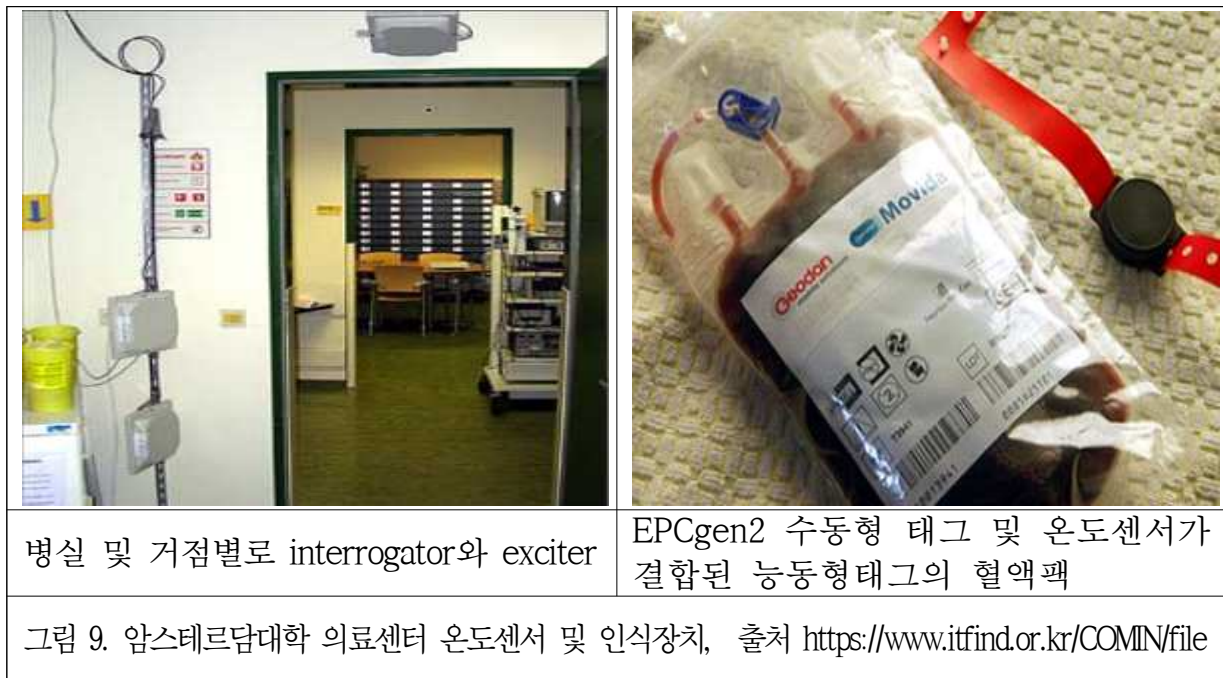 Geodan
Movida
LOT
병실 및 거점별로 interrogator와 exciter
EPCgen2 수동형 태그 및 온도센서가
결합된 능동형태그의 혈액팩
그림 9. 암스테르담대학 의료센터 온도센서 및 인식장치, 출처 https://www.itfind.or.kr/COMIN/file